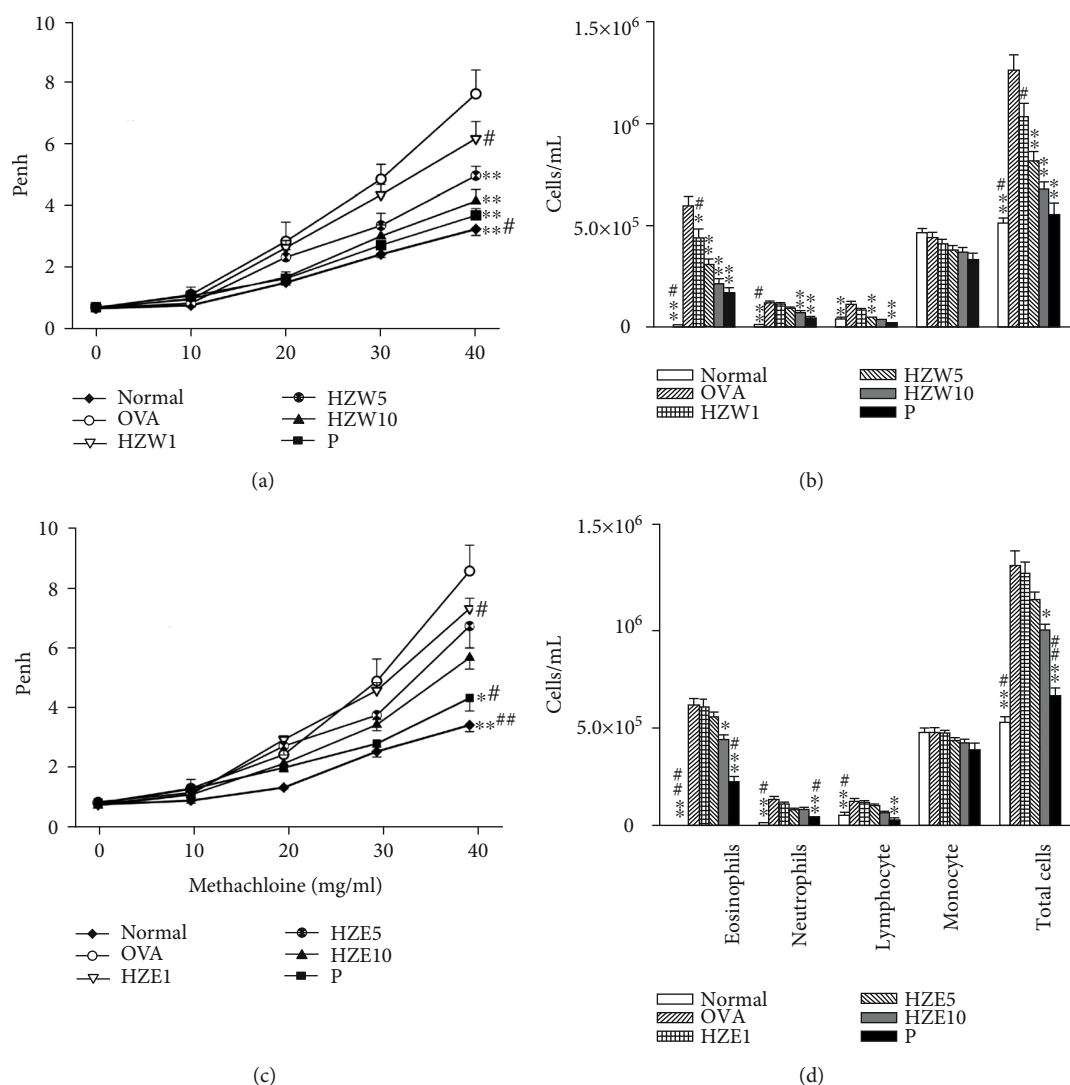 10
8
6
4
2
0
Penh
0 10 20 30 40
#
**
**
**
**#
Normal HZW5
OVA HZW10
HZW1 P
(a)
1.5×10⁶
10⁶
5.0×10⁵
0
Cells/mL
#
**
#
*
**
**
**
#
**
**
**
**
**
**
#
**
#
**
**
**
Normal HZW5
OVA HZW10
HZW1 P
(b)
10
8
6
4
2
0
Penh
0 10 20 30 40
Methachloine (mg/ml)
#
*#
**##
Normal HZE5
OVA HZE10
HZE1 P
(c)
1.5×10⁶
10⁶
5.0×10⁵
0
Cells/mL
##
**
*
#
**
#
**
#
**
#
**
**
#
**
*
##
**
Eosinophils
Neutrophils
Lymphocyte
Monocyte
Total cells
Normal HZE5
OVA HZE10
HZE1 P
(d)